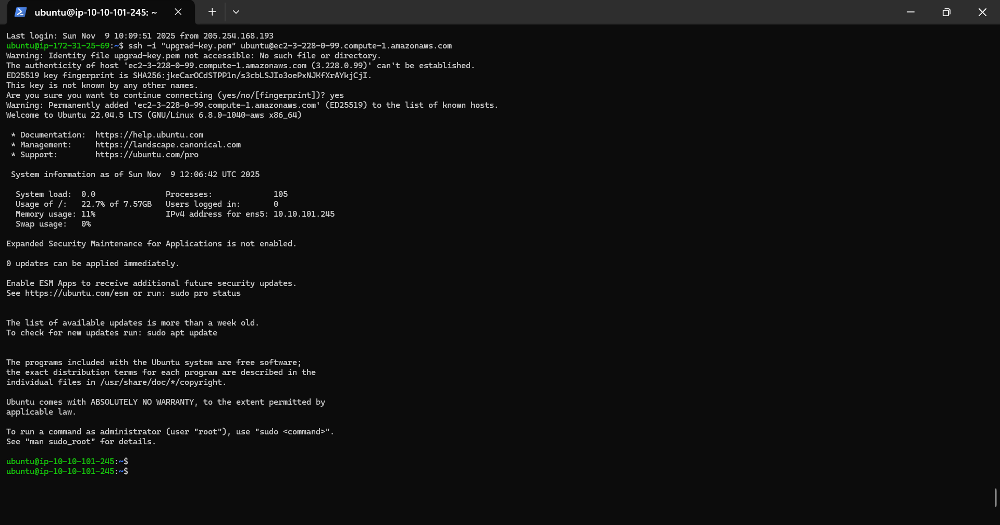 ubuntu@ip-10-10-101-245: ~
Last login: Sun Nov  9 10:09:51 2025 from 205.254.168.193
ubuntu@ip-172-31-25-69:~$ ssh -i "upgrad-key.pem" ubuntu@ec2-3-228-0-99.compute-1.amazonaws.com
Warning: Identity file upgrad-key.pem not accessible: No such file or directory.
The authenticity of host 'ec2-3-228-0-99.compute-1.amazonaws.com (3.228.0.99)' can't be established.
ED25519 key fingerprint is SHA256:jkeCarOCdSTPP1n/s3cbLSJIo3oePxNJKfXrAYkjCjI.
This key is not known by any other names.
Are you sure you want to continue connecting (yes/no/[fingerprint])? yes
Warning: Permanently added 'ec2-3-228-0-99.compute-1.amazonaws.com' (ED25519) to the list of known hosts.
Welcome to Ubuntu 22.04.5 LTS (GNU/Linux 6.8.0-1040-aws x86_64)

 * Documentation:  https://help.ubuntu.com
 * Management:     https://landscape.canonical.com
 * Support:        https://ubuntu.com/pro

 System information as of Sun Nov  9 12:06:42 UTC 2025

  System load:  0.0               Processes:             105
  Usage of /:   22.7% of 7.57GB   Users logged in:       0
  Memory usage: 11%               IPv4 address for ens5: 10.10.101.245
  Swap usage:   0%

Expanded Security Maintenance for Applications is not enabled.

0 updates can be applied immediately.

Enable ESM Apps to receive additional future security updates.
See https://ubuntu.com/esm or run: sudo pro status

The list of available updates is more than a week old.
To check for new updates run: sudo apt update

The programs included with the Ubuntu system are free software;
the exact distribution terms for each program are described in the
individual files in /usr/share/doc/*/copyright.

Ubuntu comes with ABSOLUTELY NO WARRANTY, to the extent permitted by
applicable law.

To run a command as administrator (user "root"), use "sudo <command>".
See "man sudo_root" for details.

ubuntu@ip-10-10-101-245:~$
ubuntu@ip-10-10-101-245:~$